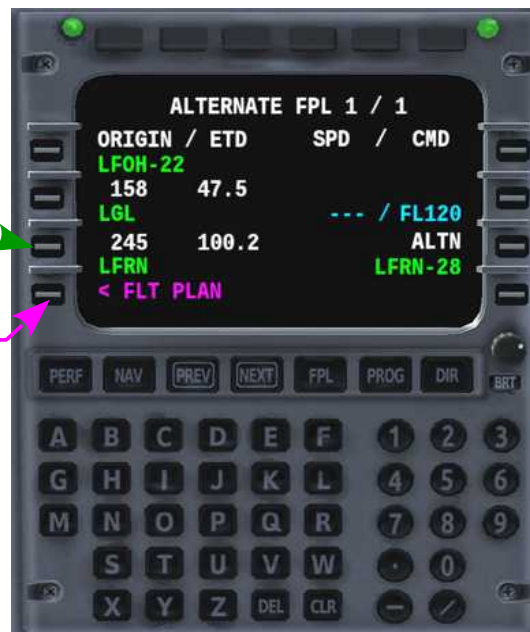 ALTERNATE FPL 1 / 1
ORIGIN / ETD SPD / CMD
LFOH-22
158 47.5
LGL --- / FL120
245 100.2 ALTN
LFRN LFRN-28
< FLT PLAN
PERF NAV PREV NEXT FPL PROG DIR BRT
A B C D E F 1 2 3
G H I J K L 4 5 6
M N O P Q R 7 8 9
S T U V W · 0
X Y Z DEL CLR - /